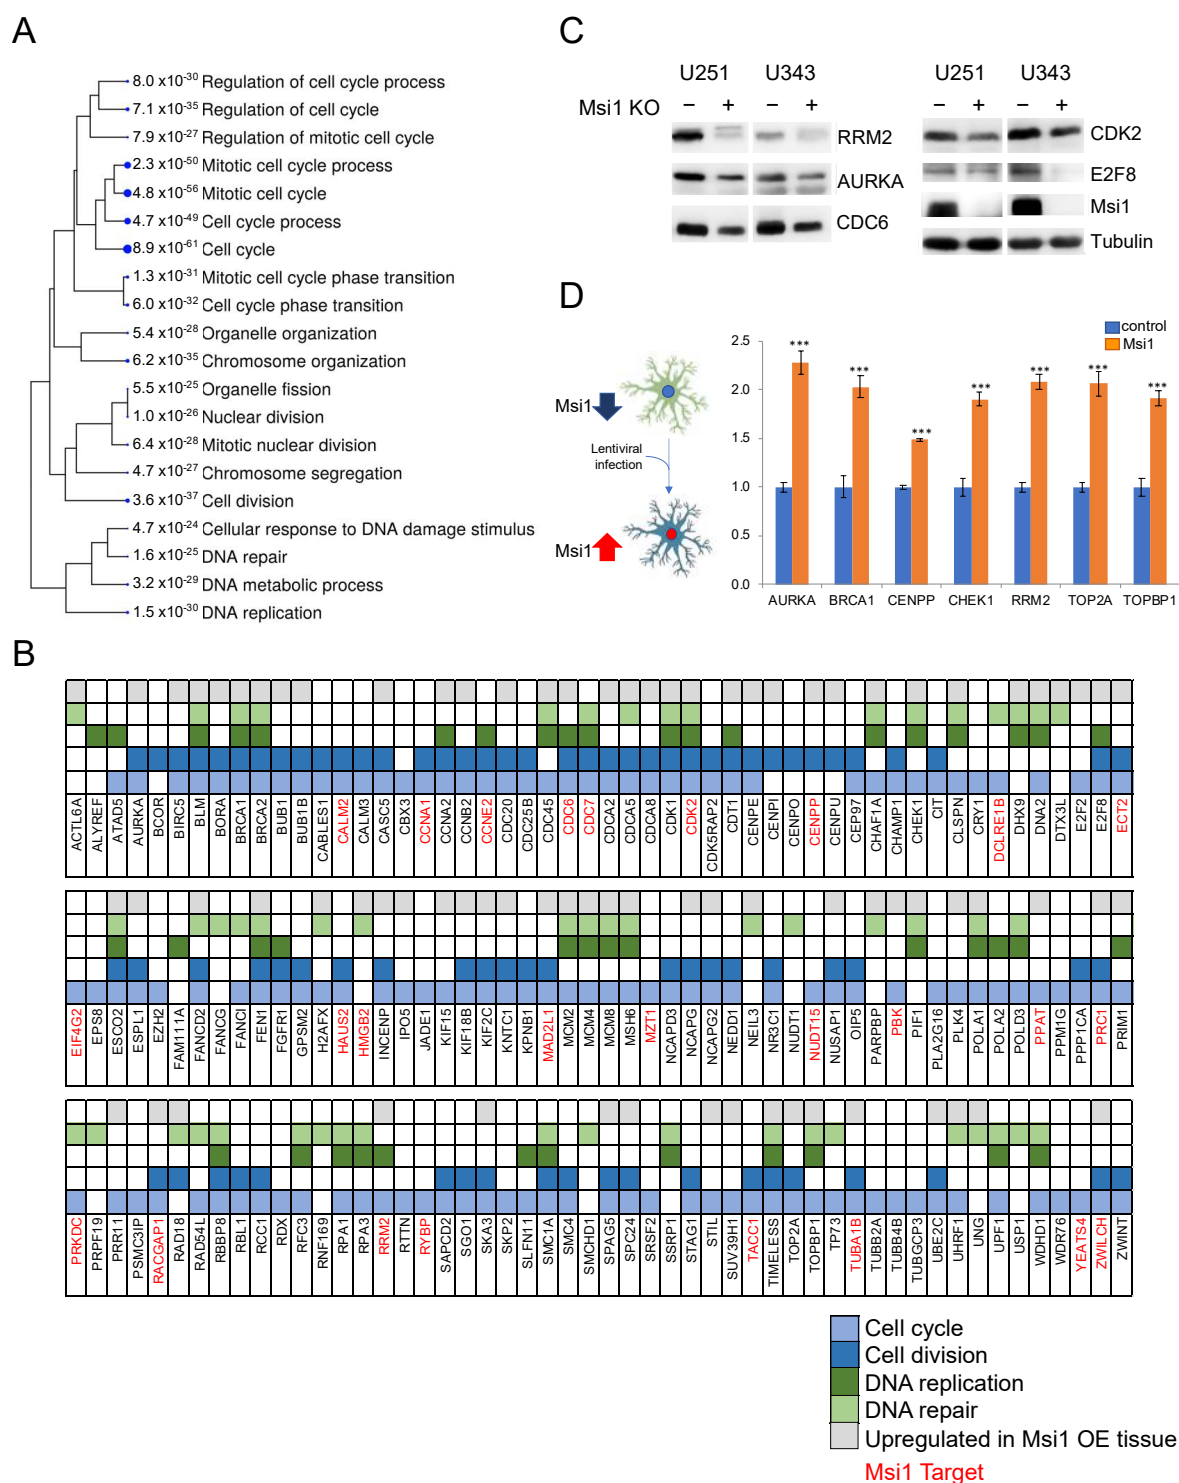 A
8.0 x10-30 Regulation of cell cycle process
7.1 x10-35 Regulation of cell cycle
7.9 x10-27 Regulation of mitotic cell cycle
2.3 x10-50 Mitotic cell cycle process
4.8 x10-56 Mitotic cell cycle
4.7 x10-49 Cell cycle process
8.9 x10-61 Cell cycle
1.3 x10-31 Mitotic cell cycle phase transition
6.0 x10-32 Cell cycle phase transition
5.4 x10-28 Organelle organization
6.2 x10-35 Chromosome organization
5.5 x10-25 Organelle fission
1.0 x10-26 Nuclear division
6.4 x10-28 Mitotic nuclear division
4.7 x10-27 Chromosome segregation
3.6 x10-37 Cell division
4.7 x10-24 Cellular response to DNA damage stimulus
1.6 x10-25 DNA repair
3.2 x10-29 DNA metabolic process
1.5 x10-30 DNA replication
C
U251 U343 U251 U343
Msi1 KO − + − + − + − +
RRM2
AURKA
CDC6
CDK2
E2F8
Msi1
Tubulin
D
Msi1
Lentiviral
infection
Msi1
control
Msi1
2.5
2.0
1.5
1.0
0.5
0.0
*** *** *** *** *** *** ***
AURKA BRCA1 CENPP CHEK1 RRM2 TOP2A TOPBP1
B
ACTL6A ALYREF ATAD5 AURKA BCOR BIRC5 BLM BORA BRCA1 BRCA2 BUB1 BUB1B CABLES1 CALM2 CALM3 CASC5 CBX3 CCNA1 CCNA2 CCNB2 CCNE2 CDC20 CDC25B CDC45 CDC6 CDC7 CDCA2 CDCA5 CDCA8 CDK1 CDK2 CDK5RAP2 CDT1 CENPE CENPI CENPO CENPP CENPU CEP97 CHAF1A CHAMP1 CHEK1 CIT CLSPN CRY1 DCLRE1B DHX9 DNA2 DTX3L E2F2 E2F8 ECT2
EIF4G2 EPS8 ESCO2 ESPL1 EZH2 FAM111A FANCD2 FANCG FANCI FEN1 FGFR1 GPSM2 H2AFX HAUS2 HMGB2 INCENP IPO5 JADE1 KIF15 KIF18B KIF2C KNTC1 KPNB1 MAD2L1 MCM2 MCM4 MCM8 MSH6 MZT1 NCAPD3 NCAPG NCAPG2 NEDD1 NEIL3 NR3C1 NUDT1 NUDT15 NUSAP1 OIP5 PARPBP PBK PIF1 PLA2G16 PLK4 POLA1 POLA2 POLD3 PPAT PPM1G PPP1CA PRC1 PRIM1
PRKDC PRPF19 PRR11 PSMC3IP RACGAP1 RAD18 RAD54L RBBP8 RBL1 RCC1 RDX RFC3 RNF169 RPA1 RPA3 RRM2 RTTN RYBP SAPCD2 SGO1 SKA3 SKP2 SLFN11 SMC1A SMC4 SMCHD1 SPAG5 SPC24 SRSF2 SSRP1 STAG1 STIL SUV39H1 TACC1 TIMELESS TOP2A TOPBP1 TP73 TUBA1B TUBB2A TUBB4B TUBGCP3 UBE2C UHRF1 UNG UPF1 USP1 WDHD1 WDR76 YEATS4 ZWILCH ZWINT
Cell cycle
Cell division
DNA replication
DNA repair
Upregulated in Msi1 OE tissue
Msi1 Target